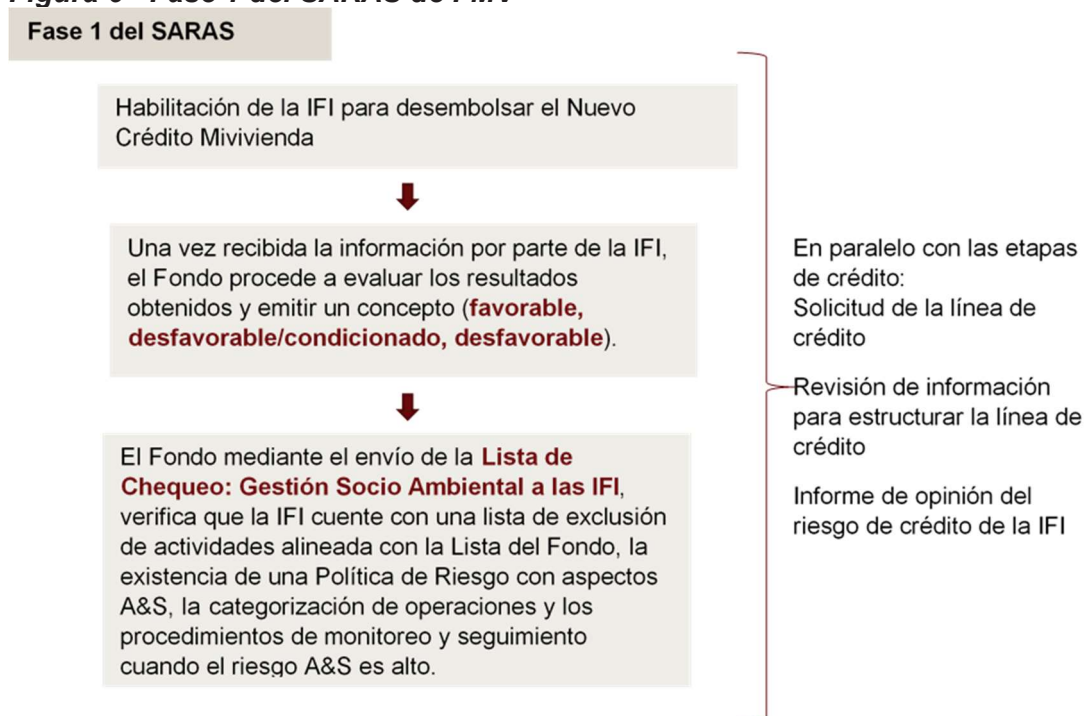 Fase 1 del SARAS
Habilitación de la IFI para desembolsar el Nuevo
Crédito Mivivienda
Una vez recibida la información por parte de la IFI,
el Fondo procede a evaluar los resultados
obtenidos y emitir un concepto (favorable,
desfavorable/condicionado, desfavorable).
El Fondo mediante el envío de la Lista de
Chequeo: Gestión Socio Ambiental a las IFI,
verifica que la IFI cuente con una lista de exclusión
de actividades alineada con la Lista del Fondo, la
existencia de una Política de Riesgo con aspectos
A&S, la categorización de operaciones y los
procedimientos de monitoreo y seguimiento
cuando el riesgo A&S es alto.
En paralelo con las etapas
de crédito:
Solicitud de la línea de
crédito
Revisión de información
para estructurar la línea de
crédito
Informe de opinión del
riesgo de crédito de la IFI